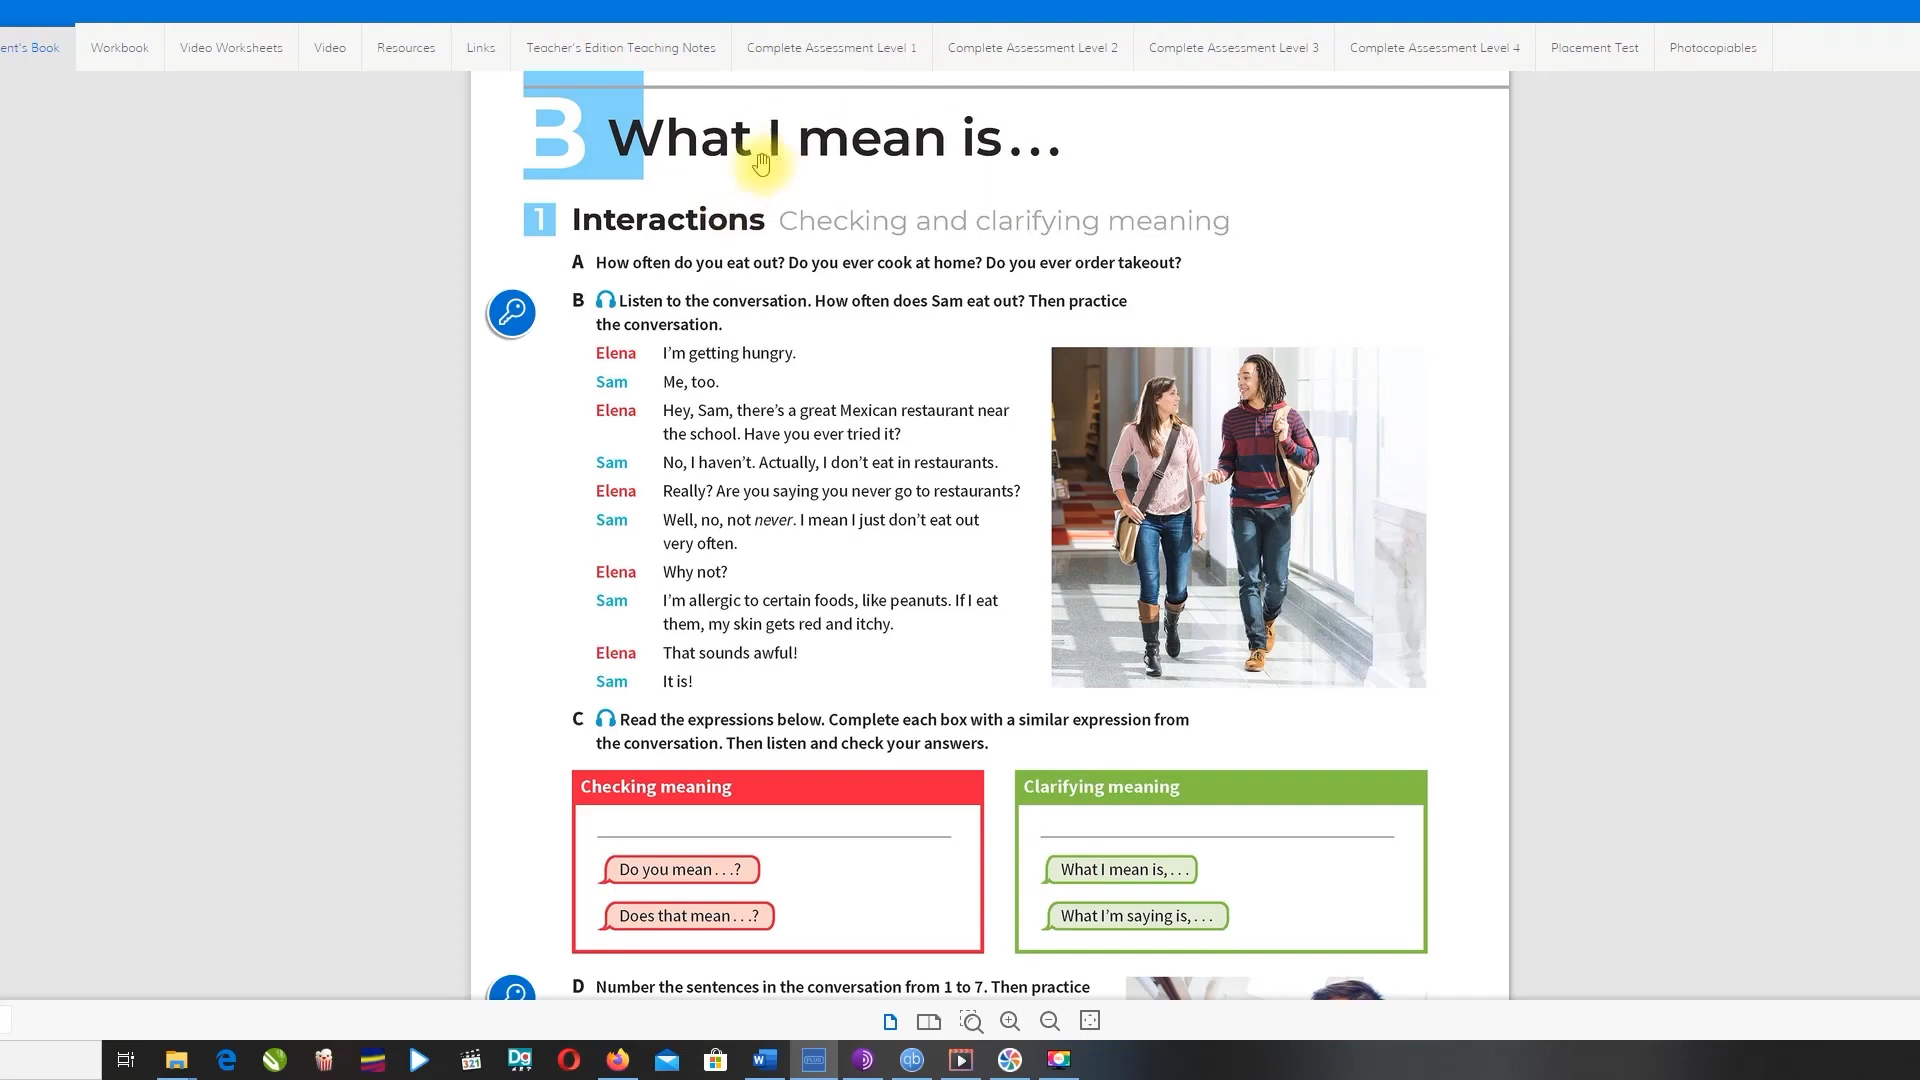 ent's Book Workbook Video Worksheets Video Resources Links Teacher's Edition Teaching Notes Complete Assessment Level 1 Complete Assessment Level 2 Complete Assessment Level 3 Complete Assessment Level 4 Placement Test Photocopiables
B What I mean is...
1 Interactions Checking and clarifying meaning
A How often do you eat out? Do you ever cook at home? Do you ever order takeout?
B Listen to the conversation. How often does Sam eat out? Then practice
the conversation.
Elena I'm getting hungry.
Sam Me, too.
Elena Hey, Sam, there's a great Mexican restaurant near
the school. Have you ever tried it?
Sam No, I haven't. Actually, I don't eat in restaurants.
Elena Really? Are you saying you never go to restaurants?
Sam Well, no, not never. I mean I just don't eat out
very often.
Elena Why not?
Sam I'm allergic to certain foods, like peanuts. If I eat
them, my skin gets red and itchy.
Elena That sounds awful!
Sam It is!
C Read the expressions below. Complete each box with a similar expression from
the conversation. Then listen and check your answers.
Checking meaning
Do you mean...?
Does that mean...?
Clarifying meaning
What I mean is,...
What I'm saying is,...
D Number the sentences in the conversation from 1 to 7. Then practice
321 Dg W PLUS qb